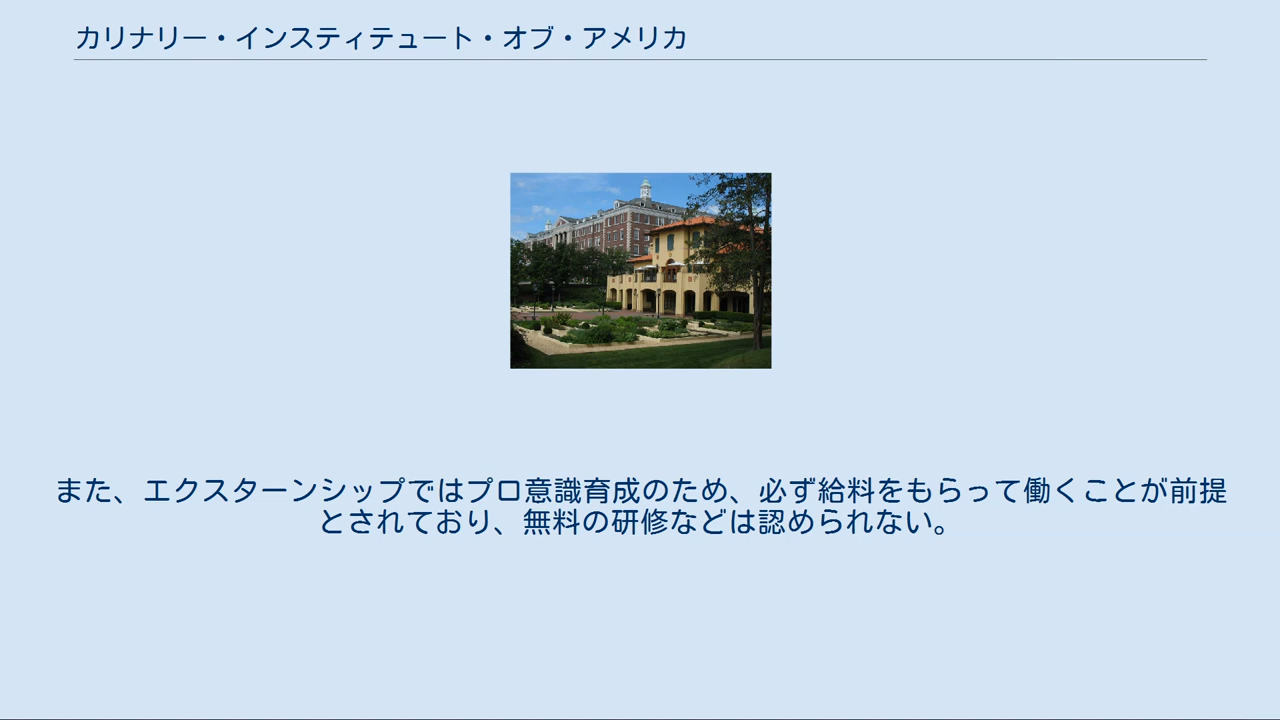 カリナリー・インスティテュート・オブ・アメリカ
また、エクスターンシップではプロ意識育成のため、必ず給料をもらって働くことが前提
とされており、無料の研修などは認められない。